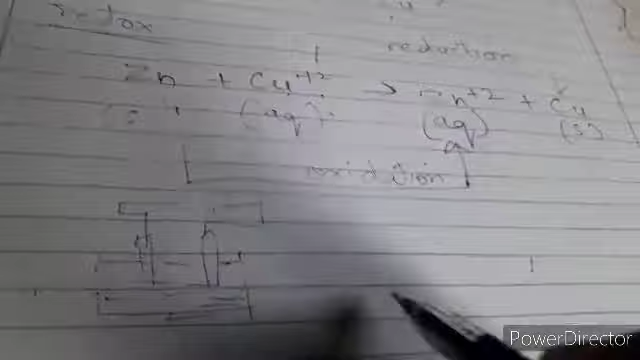 redox
reduction
Zn + Cu+2 → Zn+2 + Cu
(s) (aq) (aq) (s)
oxidation
PowerDirector